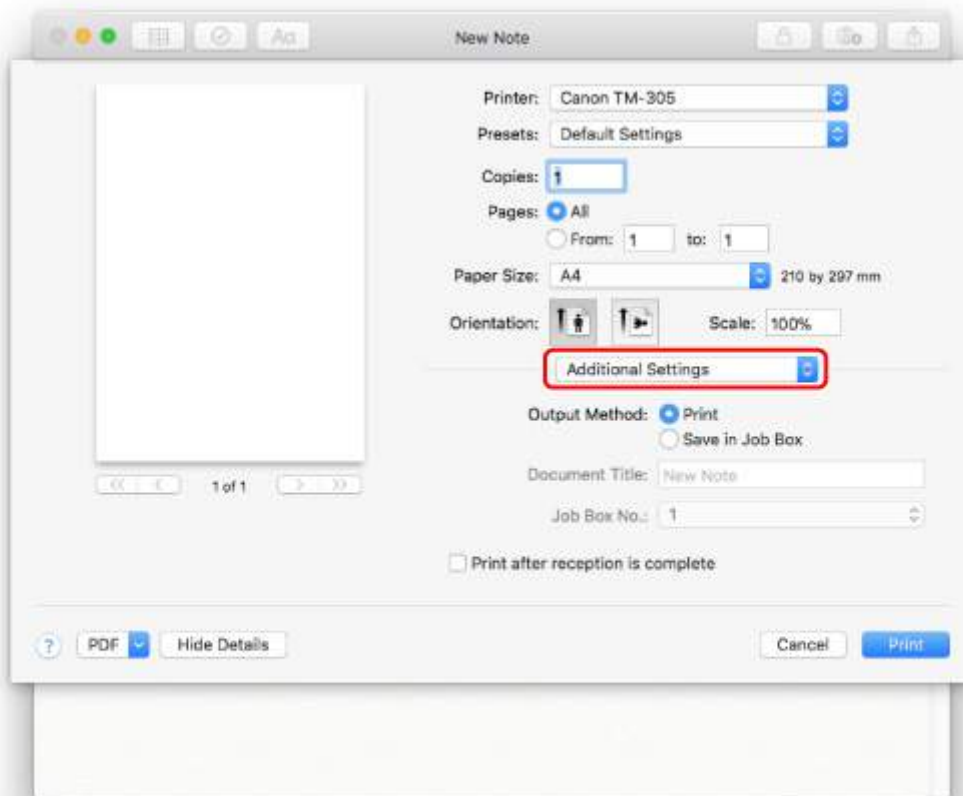 Aa New Note
Printer: Canon TM-305
Presets: Default Settings
Copies: 1
Pages: All
From: 1 to: 1
Paper Size: A4 210 by 297 mm
Orientation: Scale: 100%
Additional Settings
Output Method: Print
Save in Job Box
Document Title: New Note
1 of 1
Job Box No.: 1
Print after reception is complete
? PDF Hide Details Cancel Print